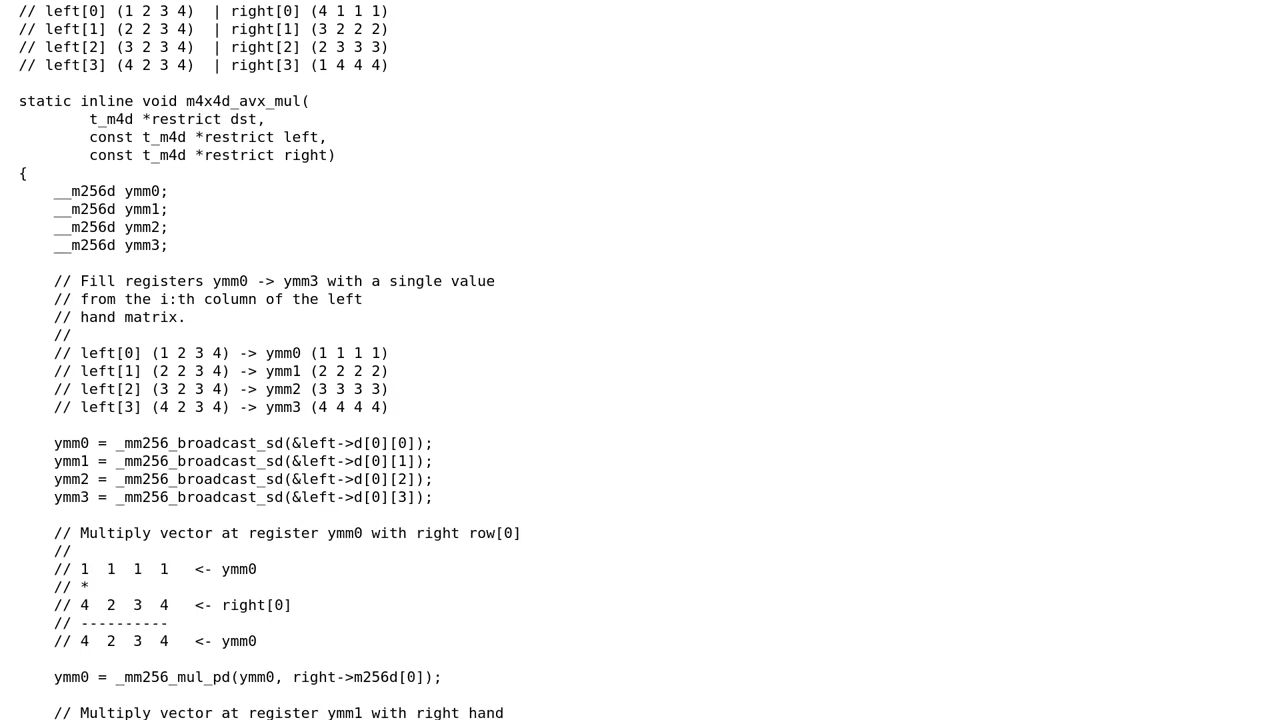 // left[0] (1 2 3 4)  | right[0] (4 1 1 1)
// left[1] (2 2 3 4)  | right[1] (3 2 2 2)
// left[2] (3 2 3 4)  | right[2] (2 3 3 3)
// left[3] (4 2 3 4)  | right[3] (1 4 4 4)

static inline void m4x4d_avx_mul(
        t_m4d *restrict dst,
        const t_m4d *restrict left,
        const t_m4d *restrict right)
{
    __m256d ymm0;
    __m256d ymm1;
    __m256d ymm2;
    __m256d ymm3;

    // Fill registers ymm0 -> ymm3 with a single value
    // from the i:th column of the left
    // hand matrix.
    //
    // left[0] (1 2 3 4) -> ymm0 (1 1 1 1)
    // left[1] (2 2 3 4) -> ymm1 (2 2 2 2)
    // left[2] (3 2 3 4) -> ymm2 (3 3 3 3)
    // left[3] (4 2 3 4) -> ymm3 (4 4 4 4)

    ymm0 = _mm256_broadcast_sd(&left->d[0][0]);
    ymm1 = _mm256_broadcast_sd(&left->d[0][1]);
    ymm2 = _mm256_broadcast_sd(&left->d[0][2]);
    ymm3 = _mm256_broadcast_sd(&left->d[0][3]);

    // Multiply vector at register ymm0 with right row[0]
    //
    // 1  1  1  1   <- ymm0
    // *
    // 4  2  3  4   <- right[0]
    // ----------
    // 4  2  3  4   <- ymm0

    ymm0 = _mm256_mul_pd(ymm0, right->m256d[0]);

    // Multiply vector at register ymm1 with right hand